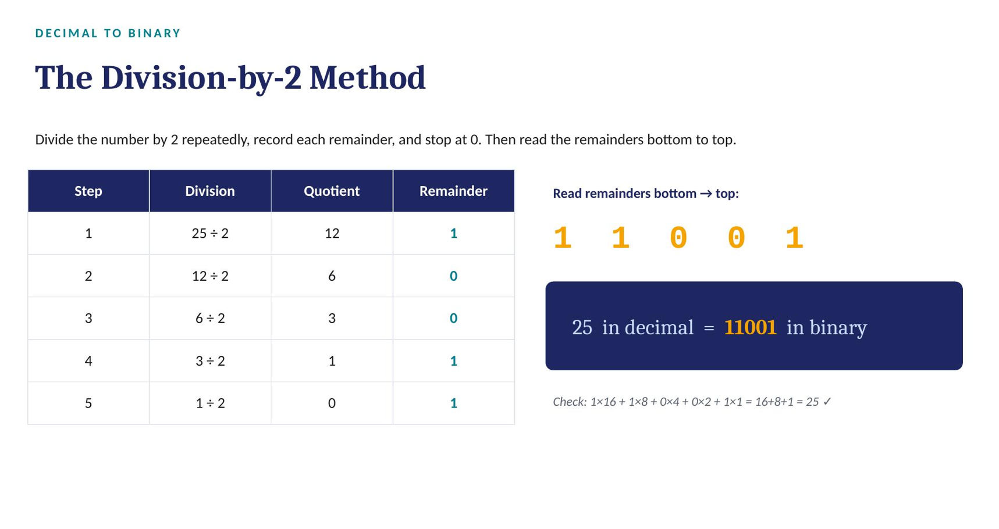 DECIMAL TO BINARY
The Division-by-2 Method
Divide the number by 2 repeatedly, record each remainder, and stop at 0. Then read the remainders bottom to top.
Step Division Quotient Remainder
1 25 ÷ 2 12 1
2 12 ÷ 2 6 0
3 6 ÷ 2 3 0
4 3 ÷ 2 1 1
5 1 ÷ 2 0 1
Read remainders bottom → top:
1 1 0 0 1
25 in decimal = 11001 in binary
Check: 1×16 + 1×8 + 0×4 + 0×2 + 1×1 = 16+8+1 = 25 ✓